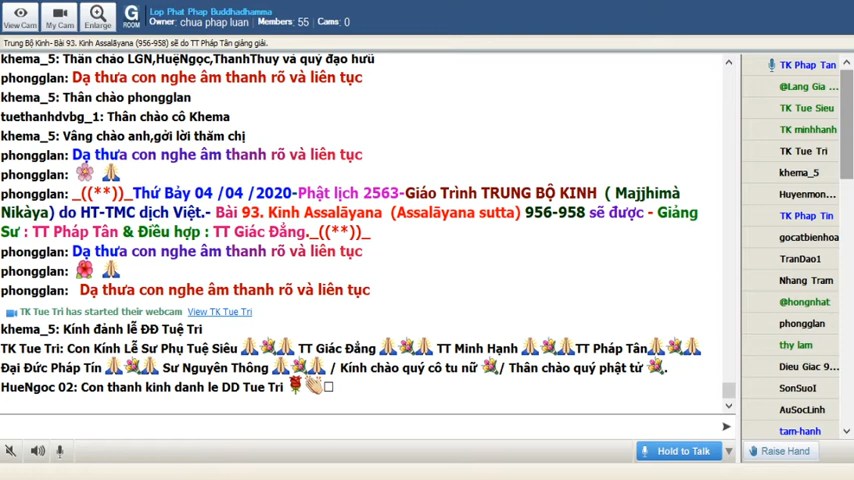 View Cam
My Cam
Enlarge
G
ROOM
Lop Phat Phap Buddhadhamma
Owner: chua phap luan / Members: 55 Cams: 0
Trung Bộ Kinh- Bài 93. Kinh Assalāyana (956-958) sẽ do TT Pháp Tân giảng giải.
khema_5: Thân chào LGN,HuệNgọc,ThanhThuy và quý đạo hữu
phongglan: Dạ thưa con nghe âm thanh rõ và liên tục
khema_5: Thân chào phongglan
tuethanhdvbg_1: Thân chào cô Khema
khema_5: Vâng chào anh,gởi lời thăm chị
phongglan: Dạ thưa con nghe âm thanh rõ và liên tục
phongglan:
phongglan: _((**))_Thứ Bảy 04 /04 /2020-Phật lịch 2563-Giáo Trình TRUNG BỘ KINH ( Majjhimà
Nikàya) do HT-TMC dịch Việt.- Bài 93. Kinh Assalāyana (Assalāyana sutta) 956-958 sẽ được - Giảng
Sư : TT Pháp Tân & Điều hợp : TT Giác Đẳng._((**))_
phongglan: Dạ thưa con nghe âm thanh rõ và liên tục
phongglan:
phongglan: Dạ thưa con nghe âm thanh rõ và liên tục
TK Tue Tri has started their webcam View TK Tue Tri
khema_5: Kính đảnh lễ ĐĐ Tuệ Tri
TK Tue Tri: Con Kính Lễ Sư Phụ Tuệ Siêu TT Giác Đẳng TT Minh Hạnh TT Pháp Tân
Đại Đức Pháp Tín Sư Nguyên Thông / Kính chào quý cô tu nữ / Thân chào quý phật tử .
HueNgoc 02: Con thanh kinh danh le DD Tue Tri
Hold to Talk
TK Phap Tan
@Lang Gia ...
TK Tue Sieu
TK minhhanh
TK Tue Tri
khema_5
Huyenmon...
TK Phap Tin
gocatbienhoa
TranDao1
Nhang Tram
@hongnhat
phongglan
thy lam
Dieu Giac 9...
SonSuoI
AuSocLinh
tam-hanh
Raise Hand